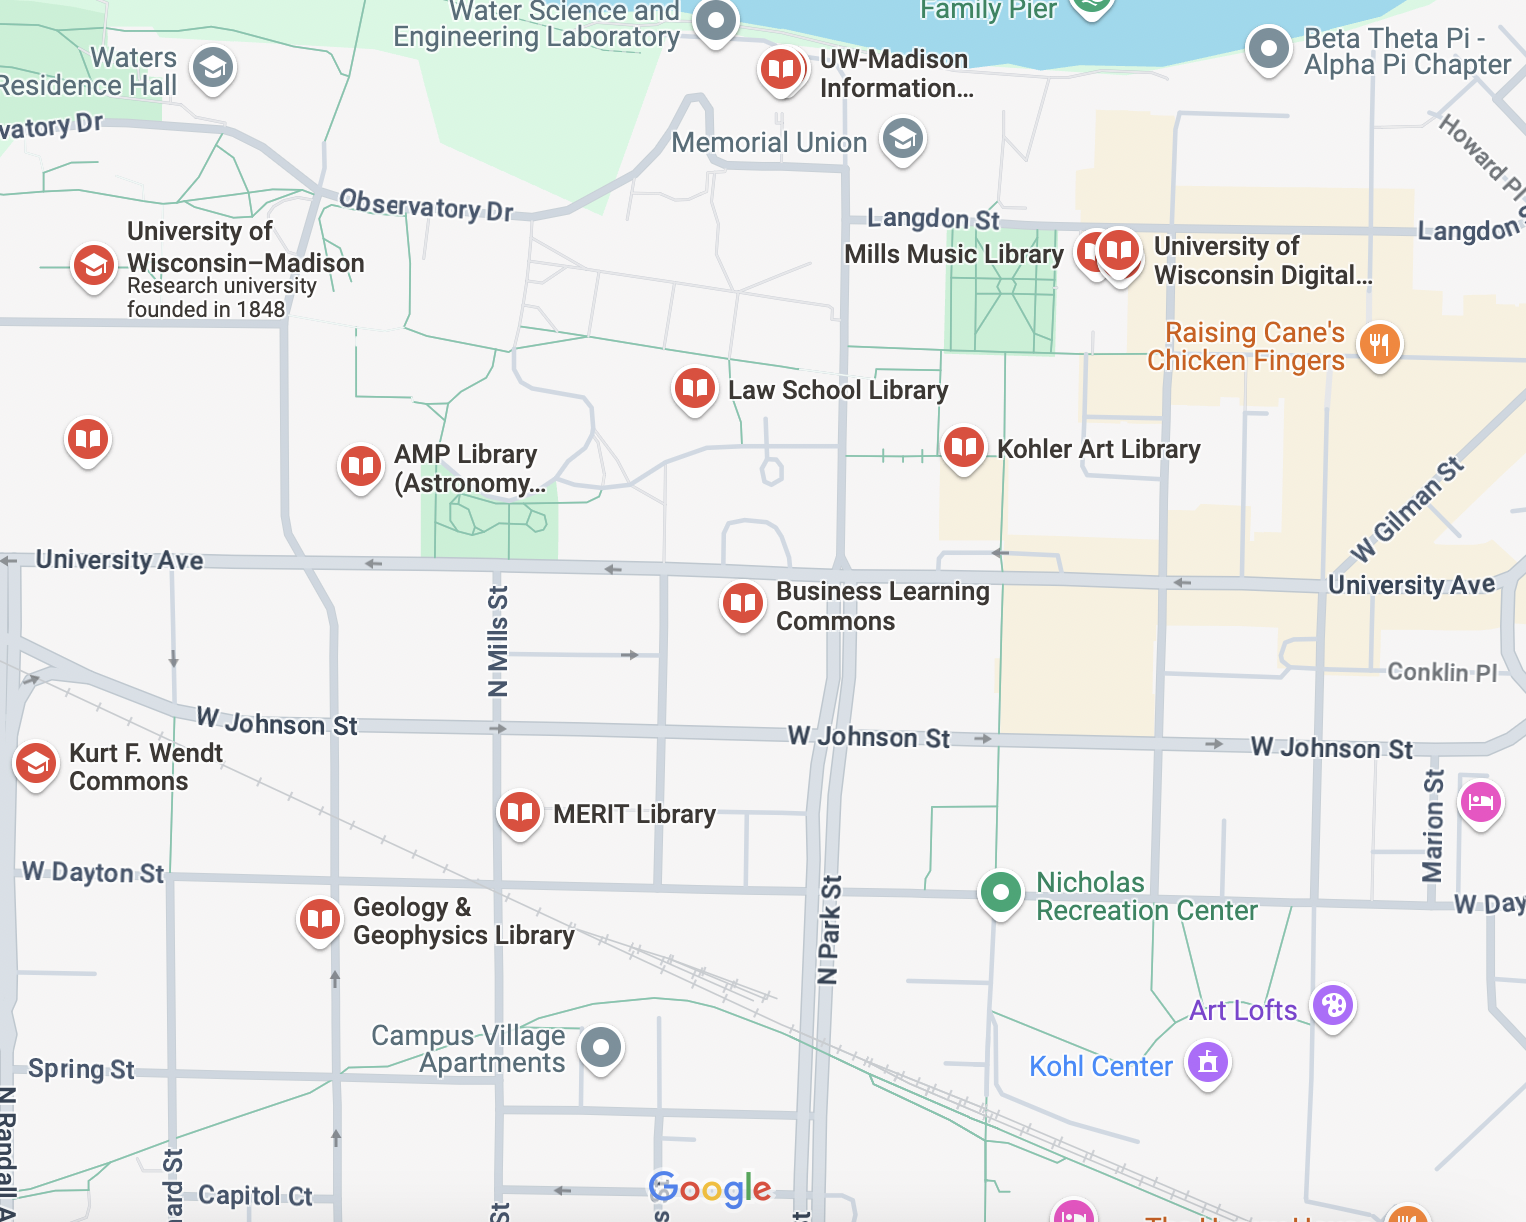 Water Science and
Engineering Laboratory
Family Pier
Waters
Residence Hall
UW-Madison
Information...
Beta Theta Pi -
Alpha Pi Chapter
vatory Dr
Memorial Union
Howard Pl
Observatory Dr
Langdon St
Langdon S
University of
Wisconsin–Madison
Research university
founded in 1848
Mills Music Library
University of
Wisconsin Digital...
Raising Cane's
Chicken Fingers
Law School Library
AMP Library
(Astronomy...
Kohler Art Library
W Gilman St
University Ave
Business Learning
Commons
University Ave
N Mills St
Conklin Pl
W Johnson St
W Johnson St
W Johnson St
Kurt F. Wendt
Commons
MERIT Library
Marion St
W Dayton St
Nicholas
Recreation Center
W Day
Geology &
Geophysics Library
N Park St
Art Lofts
Campus Village
Apartments
Kohl Center
Spring St
N Randall A
nard St
Capitol Ct
Google
St